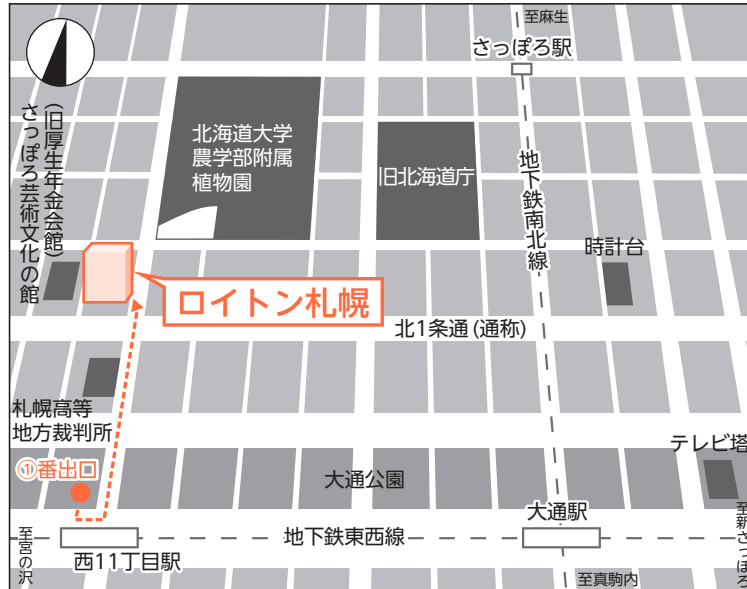 至麻生
さっぽろ駅
(旧厚生年金会館)
さっぽろ芸術文化の館
北海道大学
農学部附属
植物園
旧北海道庁
地下鉄南北線
時計台
ロイトン札幌
北1条通(通称)
札幌高等
地方裁判所
テレビ塔
①番出口
大通公園
大通駅
至宮の沢
地下鉄東西線
至新さっぽろ
西11丁目駅
至真駒内